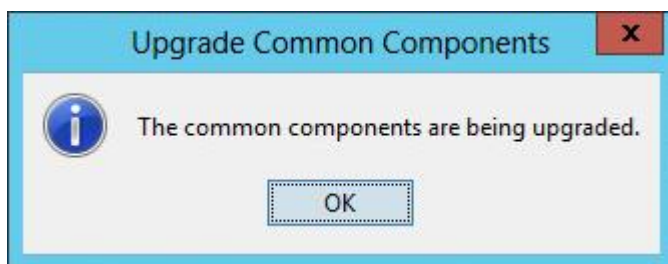 Upgrade Common Components
x
The common components are being upgraded.
OK